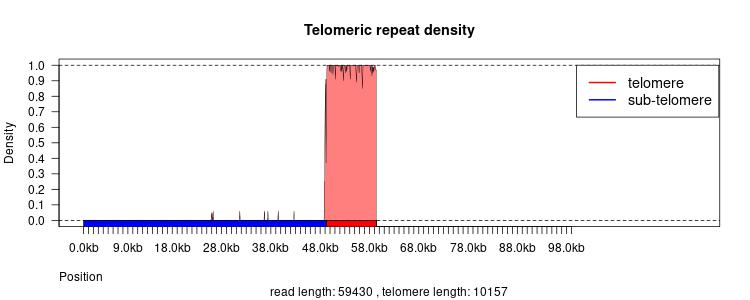 Telomeric repeat density
1.0
0.9
0.8
0.7
0.6
0.5
0.4
0.3
0.2
0.1
0.0
Density
telomere
sub-telomere
0.0kb 9.0kb 18.0kb 28.0kb 38.0kb 48.0kb 58.0kb 68.0kb 78.0kb 88.0kb 98.0kb
Position
read length: 59430 , telomere length: 10157